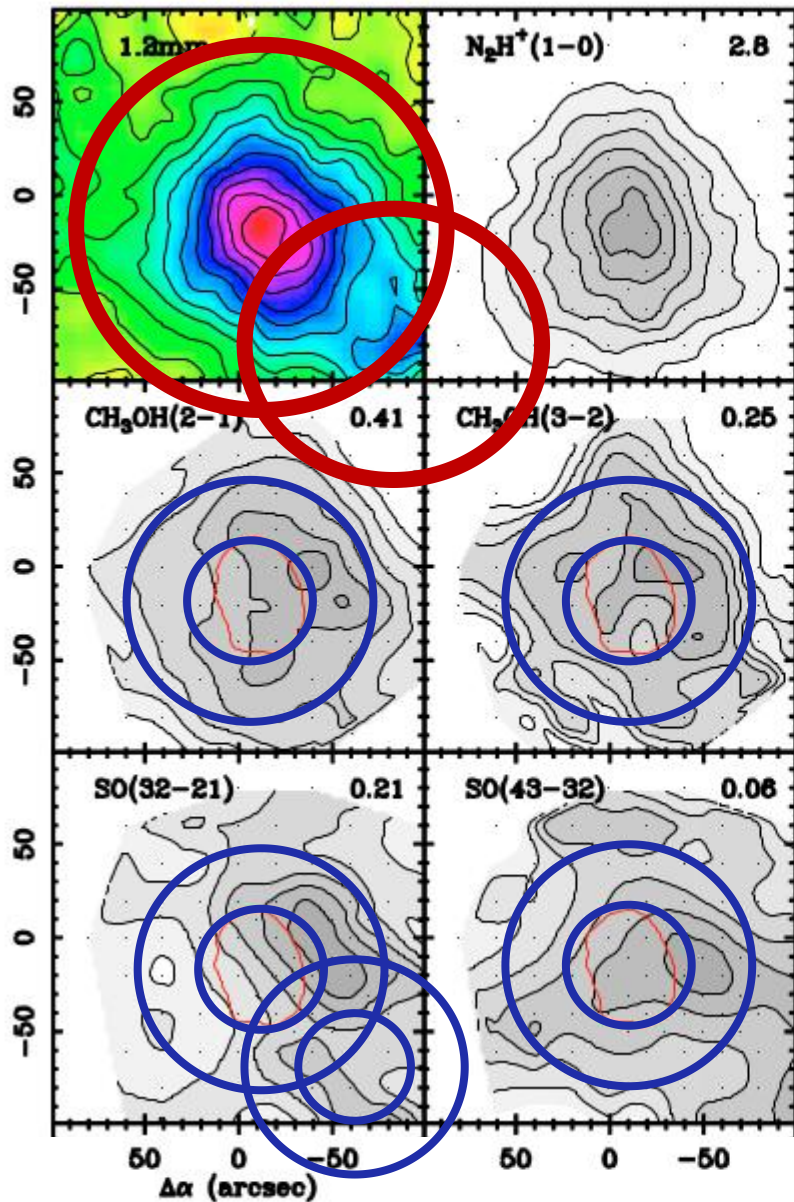 1.2mm
N₂H⁺(1-0) 2.8
50
0
-50
CH₃OH(2-1) 0.41
CH₃OH(3-2) 0.25
50
0
-50
SO(32-21) 0.21
SO(43-32) 0.06
50
0
-50
50 0 -50
50 0 -50
Δα (arcsec)